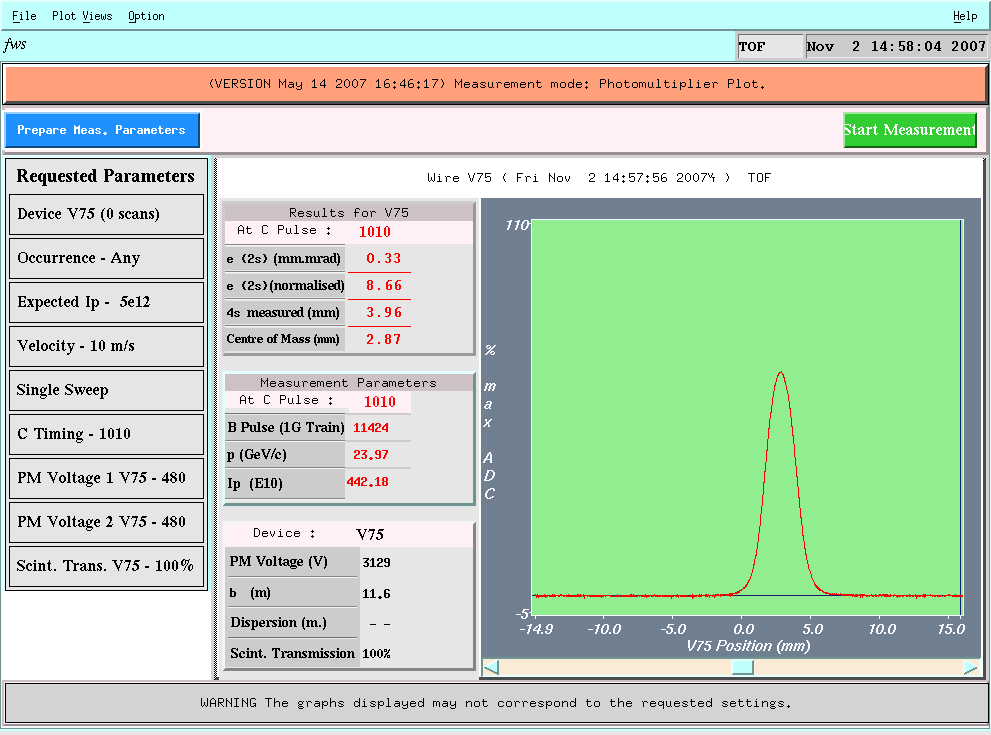 File Plot Views Option Help
fws TOF Nov 2 14:58:04 2007
(VERSION May 14 2007 16:46:17) Measurement mode: Photomultiplier Plot.
Prepare Meas. Parameters Start Measurement
Requested Parameters
Device V75 (0 scans)
Occurrence - Any
Expected Ip - 5e12
Velocity - 10 m/s
Single Sweep
C Timing - 1010
PM Voltage 1 V75 - 480
PM Voltage 2 V75 - 480
Scint. Trans. V75 - 100%
Wire V75 ( Fri Nov 2 14:57:56 2007¼ ) TOF
Results for V75
At C Pulse : 1010
e (2s) (mm.mrad) 0.33
e (2s)(normalised) 8.66
4s measured (mm) 3.96
Centre of Mass (mm) 2.87
Measurement Parameters
At C Pulse : 1010
B Pulse (1G Train) 11424
p (GeV/c) 23.97
Ip (E10) 442.18
Device : V75
PM Voltage (V) 3129
b (m) 11.6
Dispersion (m.) - -
Scint. Transmission 100%
110
% max ADC
-5
-14.9 -10.0 -5.0 0.0 5.0 10.0 15.0
V75 Position (mm)
WARNING The graphs displayed may not correspond to the requested settings.